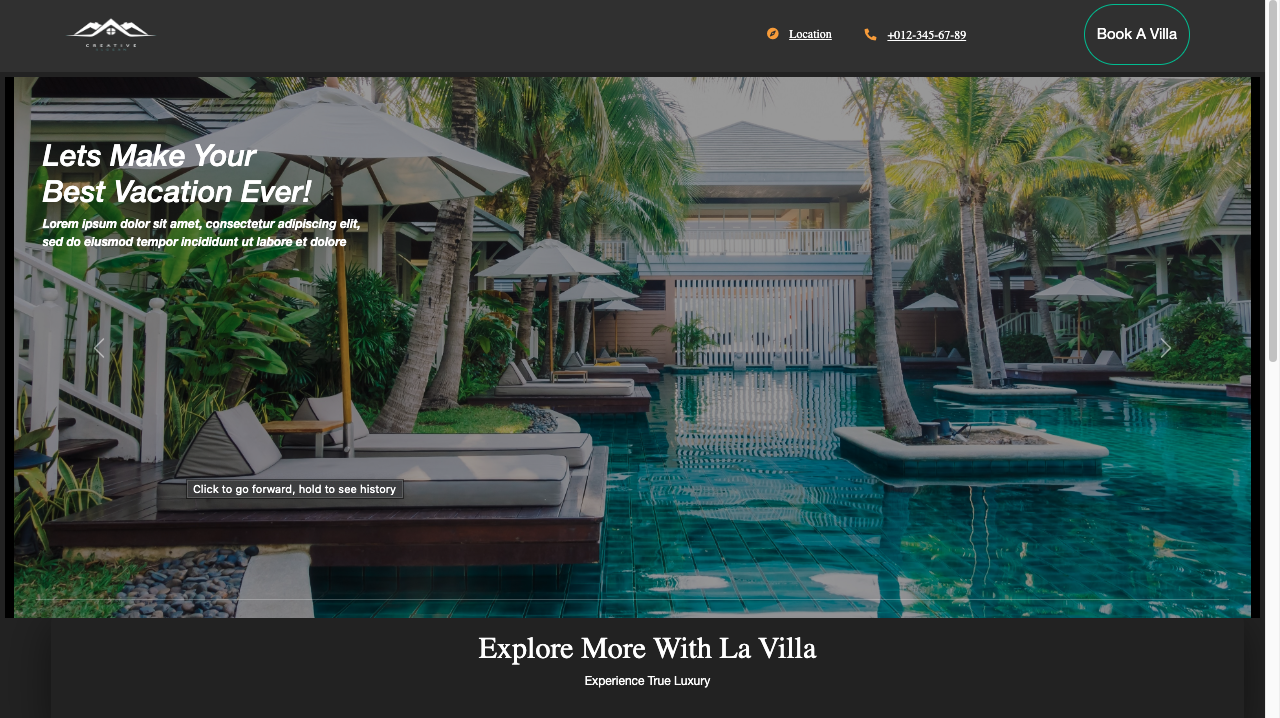 CREATIVE
Location
+012-345-67-89
Book A Villa
Lets Make Your
Best Vacation Ever!
Lorem ipsum dolor sit amet, consectetur adipiscing elit,
sed do eiusmod tempor incididunt ut labore et dolore
Click to go forward, hold to see history
Explore More With La Villa
Experience True Luxury